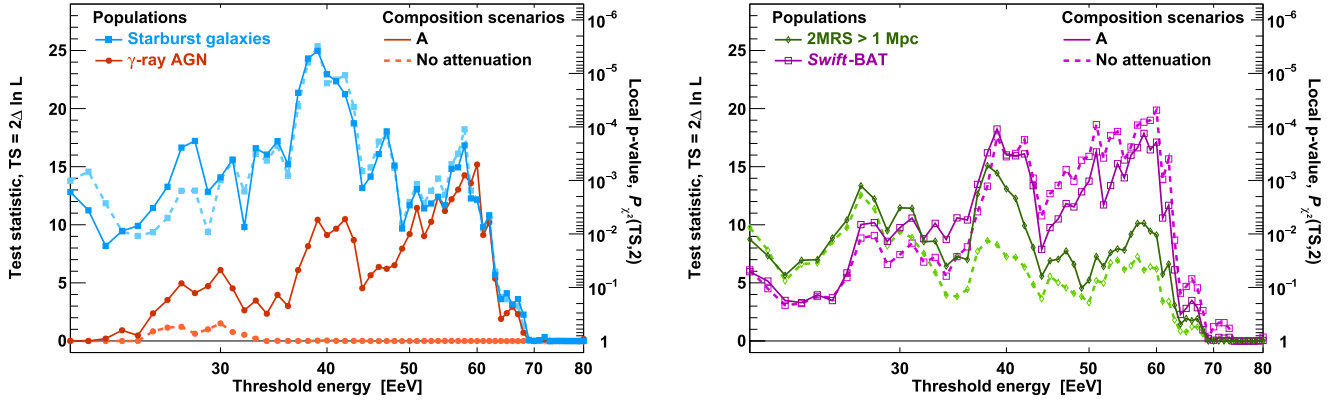 Populations Composition scenarios
Starburst galaxies A
γ-ray AGN No attenuation
Test statistic, TS = 2Δ ln L
25
20
15
10
5
0
30 40 50 60 70 80
Threshold energy [EeV]
10⁻⁶
10⁻⁵
10⁻⁴
10⁻³
10⁻²
10⁻¹
1
Local p-value, P_χ²(TS,2)
Populations Composition scenarios
2MRS > 1 Mpc A
Swift-BAT No attenuation
Test statistic, TS = 2Δ ln L
25
20
15
10
5
0
30 40 50 60 70 80
Threshold energy [EeV]
10⁻⁶
10⁻⁵
10⁻⁴
10⁻³
10⁻²
10⁻¹
1
Local p-value, P_χ²(TS,2)